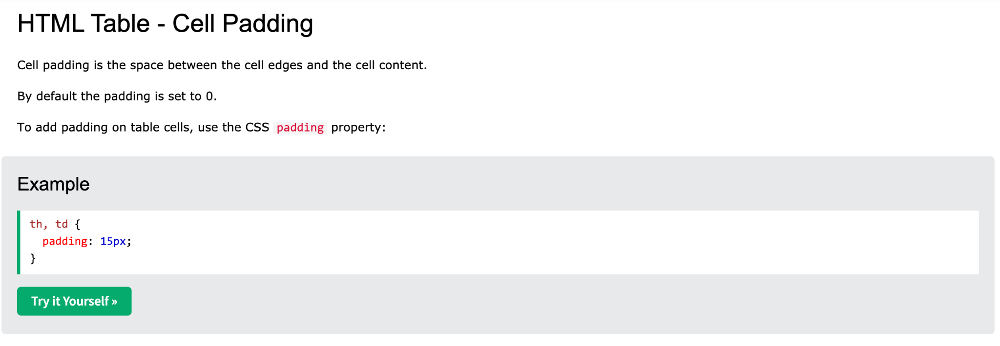 HTML Table - Cell Padding
Cell padding is the space between the cell edges and the cell content.
By default the padding is set to 0.
To add padding on table cells, use the CSS padding property:
Example
th, td {
  padding: 15px;
}
Try it Yourself »